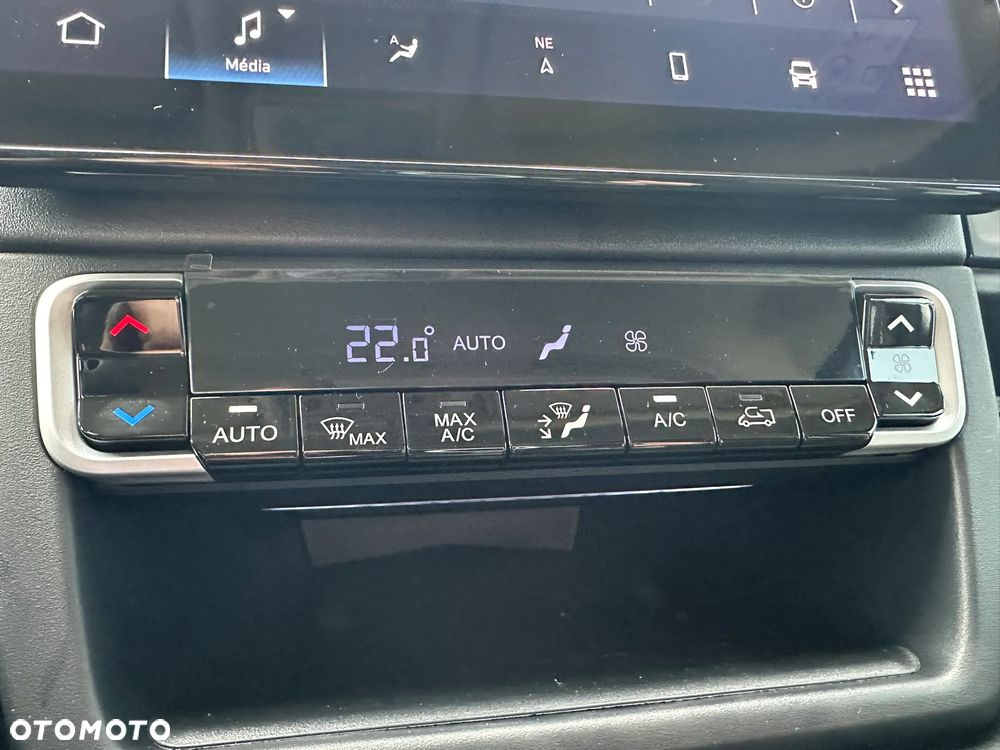 Média
A
NE
22.0°
AUTO
AUTO
MAX
MAX
A/C
A/C
OFF
OTOMOTO